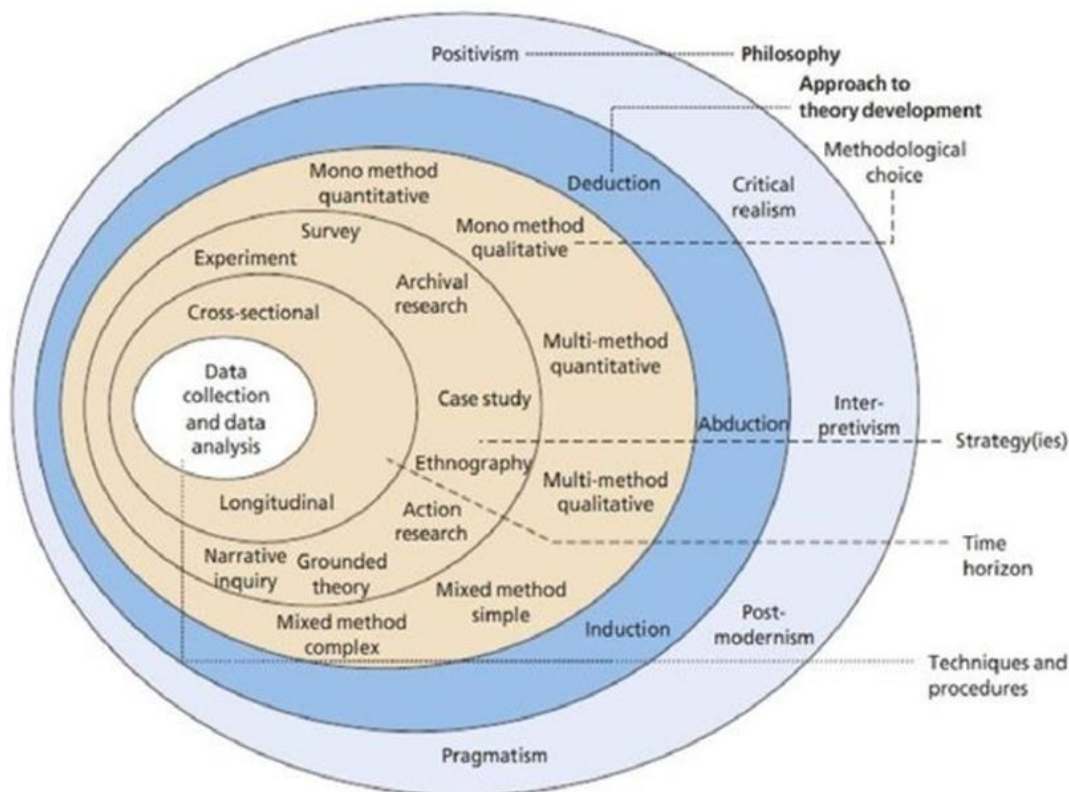 Positivism
Philosophy
Approach to
theory development
Methodological
choice
Mono method
quantitative
Deduction
Critical
realism
Mono method
qualitative
Survey
Experiment
Archival
research
Cross-sectional
Multi-method
quantitative
Data
collection
and data
analysis
Case study
Abduction
Inter-
pretivism
Strategy(ies)
Ethnography
Multi-method
qualitative
Longitudinal
Action
research
Time
horizon
Narrative
inquiry
Grounded
theory
Mixed method
simple
Mixed method
complex
Induction
Post-
modernism
Techniques and
procedures
Pragmatism